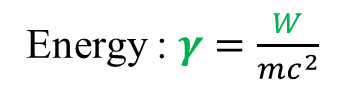 Energy : γ = W / mc²